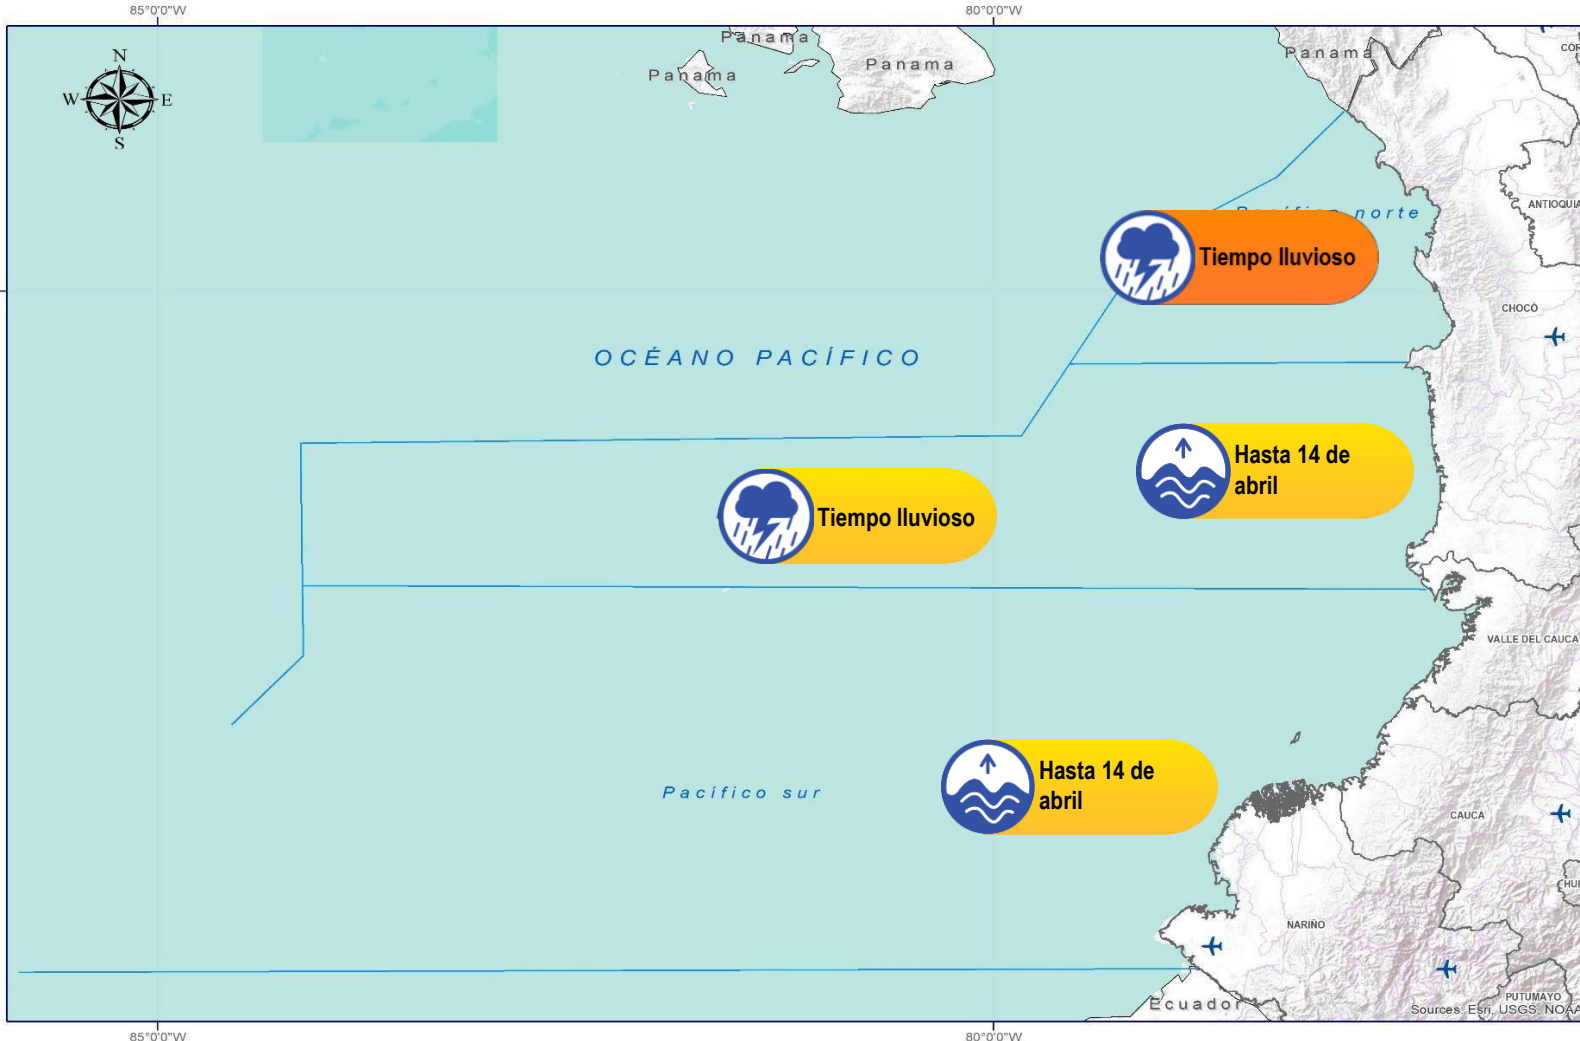 85°0'0"W
80°0'0"W
N
W
E
S
Panama
Panama
Panama
Panama
COR
ANTIOQUIA
Pacífico norte
Tiempo lluvioso
CHOCÓ
OCÉANO PACÍFICO
Hasta 14 de
abril
Tiempo lluvioso
VALLE DEL CAUCA
Hasta 14 de
abril
Pacífico sur
CAUCA
HUI
NARIÑO
PUTUMAYO
Ecuador
Sources: Esri, USGS, NOAA
85°0'0"W
80°0'0"W